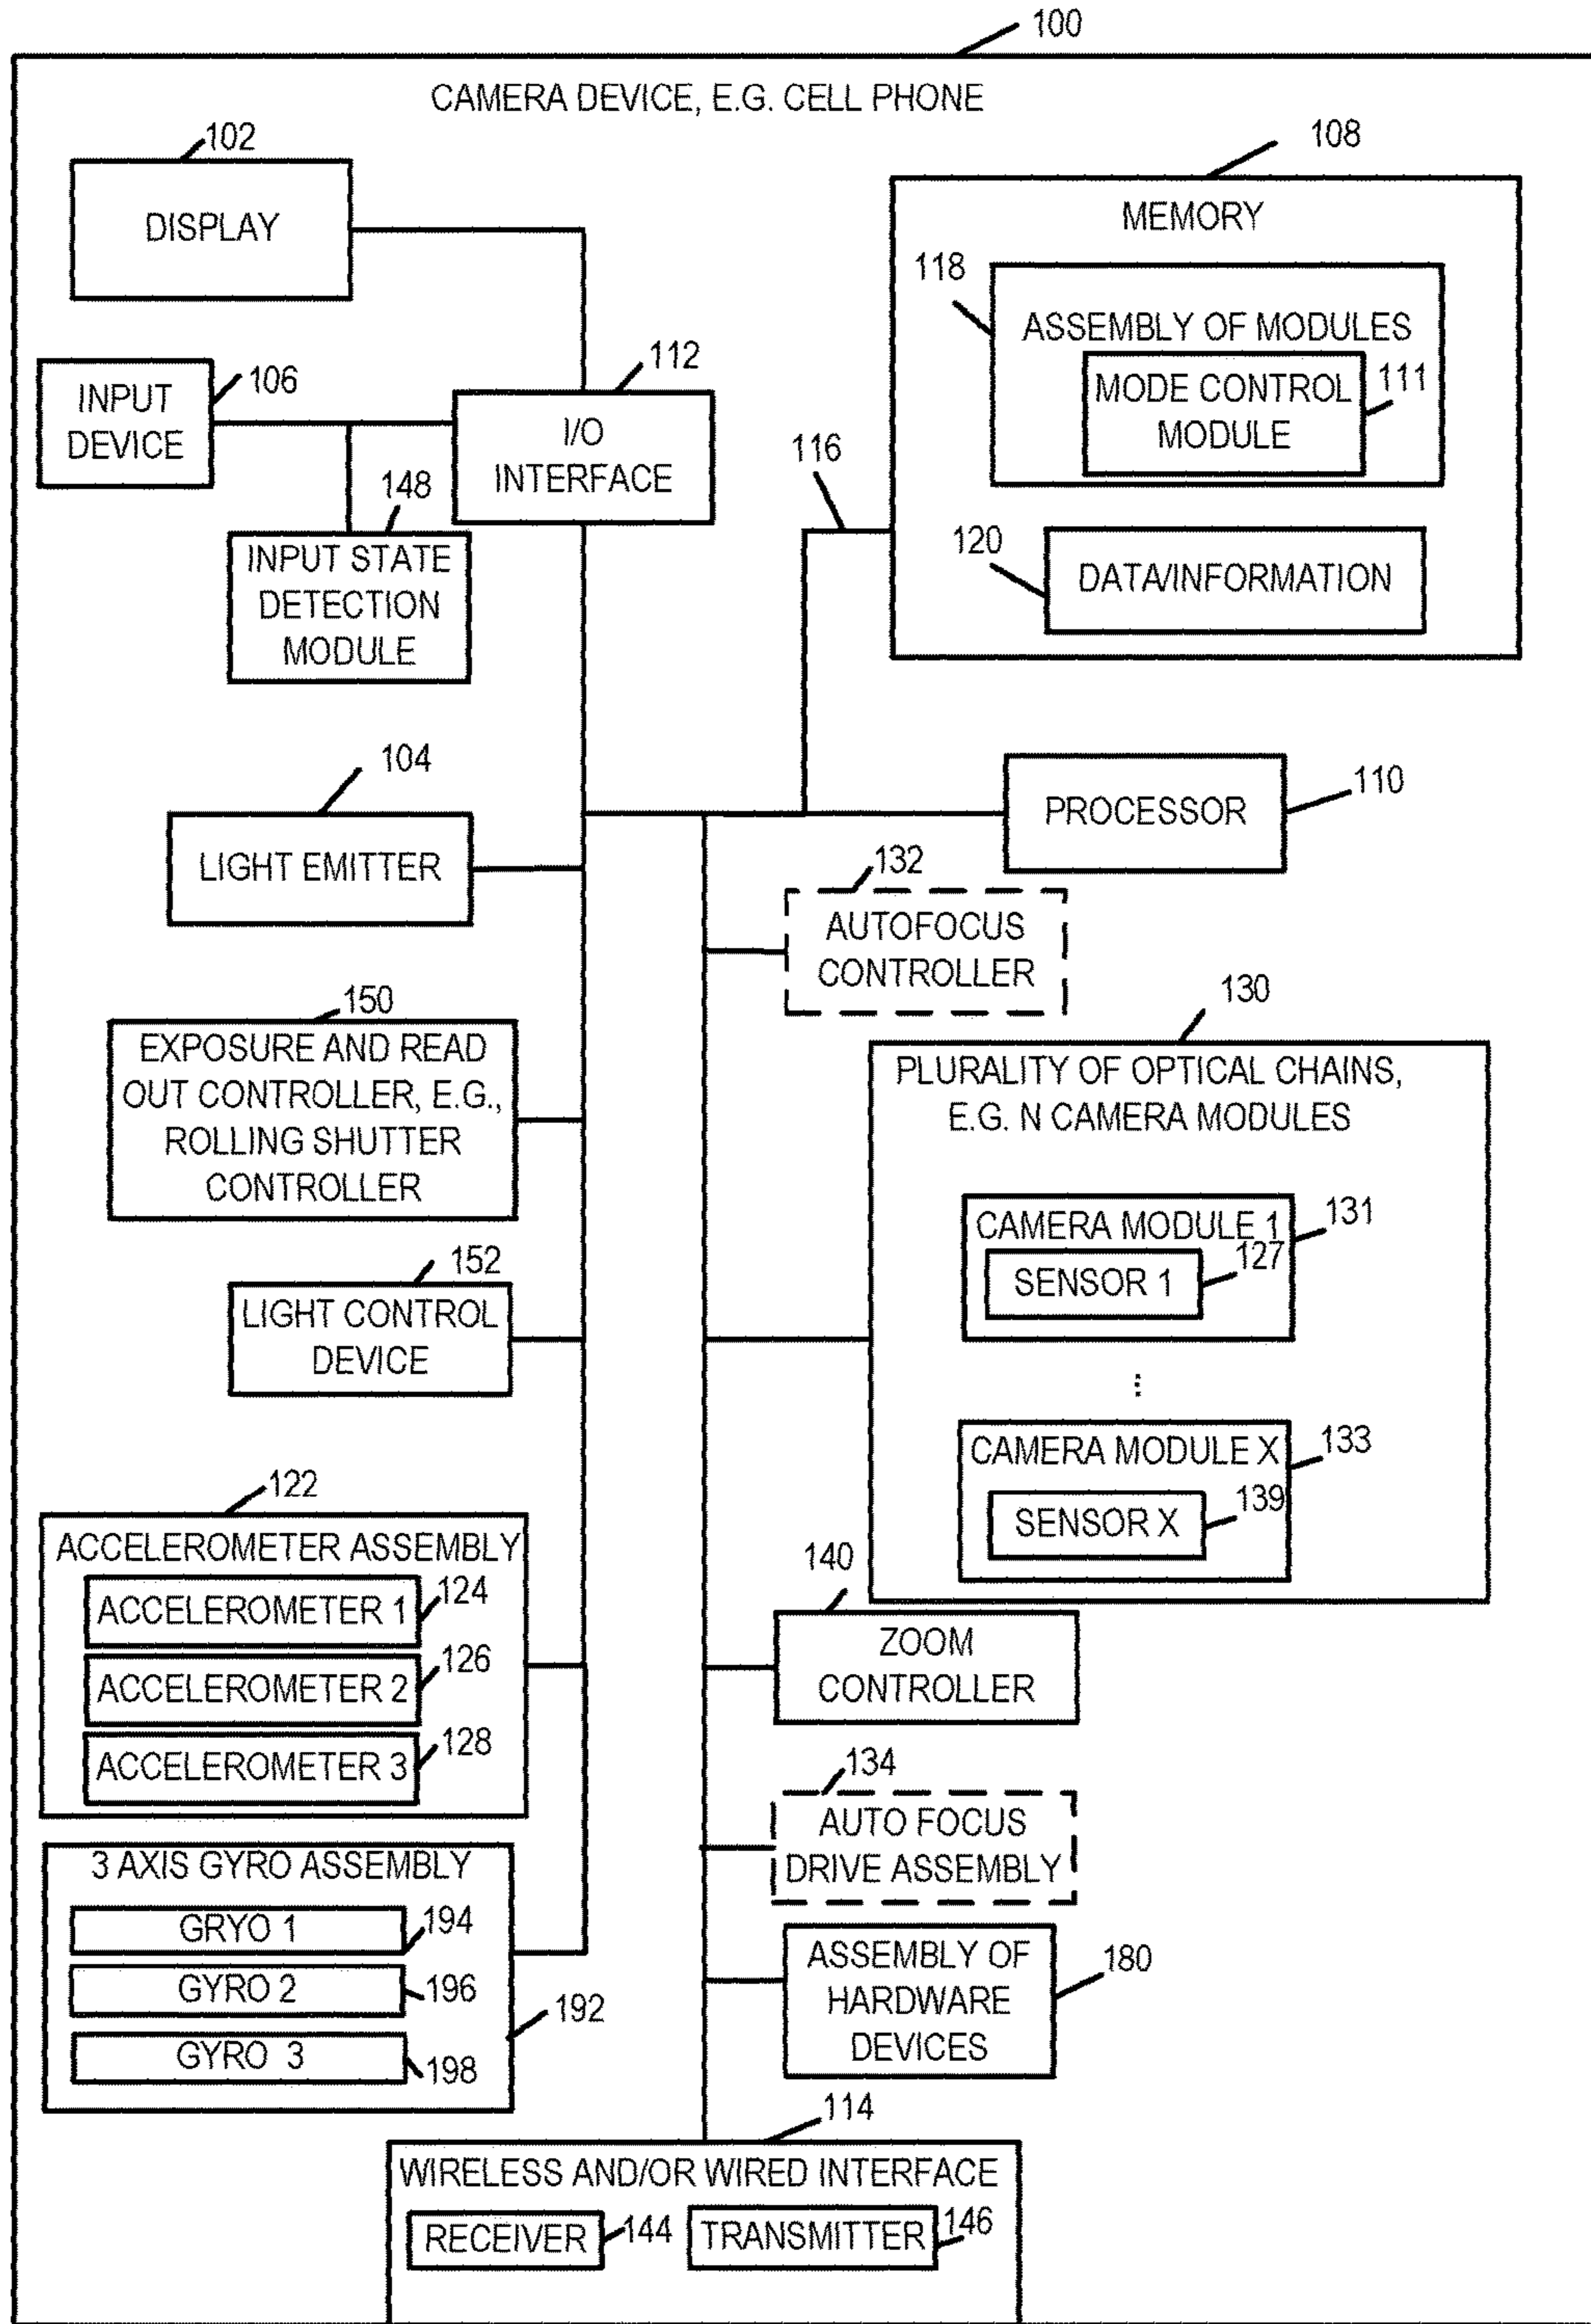 100
CAMERA DEVICE, E.G. CELL PHONE
102
DISPLAY
108
MEMORY
118
ASSEMBLY OF MODULES
MODE CONTROL
MODULE
111
120
DATA/INFORMATION
INPUT
DEVICE
106
112
I/O
INTERFACE
148
INPUT STATE
DETECTION
MODULE
116
104
LIGHT EMITTER
PROCESSOR
110
132
AUTOFOCUS
CONTROLLER
150
EXPOSURE AND READ
OUT CONTROLLER, E.G.,
ROLLING SHUTTER
CONTROLLER
130
PLURALITY OF OPTICAL CHAINS,
E.G. N CAMERA MODULES
CAMERA MODULE 1
131
SENSOR 1
127
...
CAMERA MODULE X
133
SENSOR X
139
152
LIGHT CONTROL
DEVICE
122
ACCELEROMETER ASSEMBLY
ACCELEROMETER 1
124
ACCELEROMETER 2
126
ACCELEROMETER 3
128
140
ZOOM
CONTROLLER
134
AUTO FOCUS
DRIVE ASSEMBLY
3 AXIS GYRO ASSEMBLY
GRYO 1
194
GYRO 2
196
GYRO 3
198
192
ASSEMBLY OF
HARDWARE
DEVICES
180
114
WIRELESS AND/OR WIRED INTERFACE
RECEIVER
144
TRANSMITTER
146